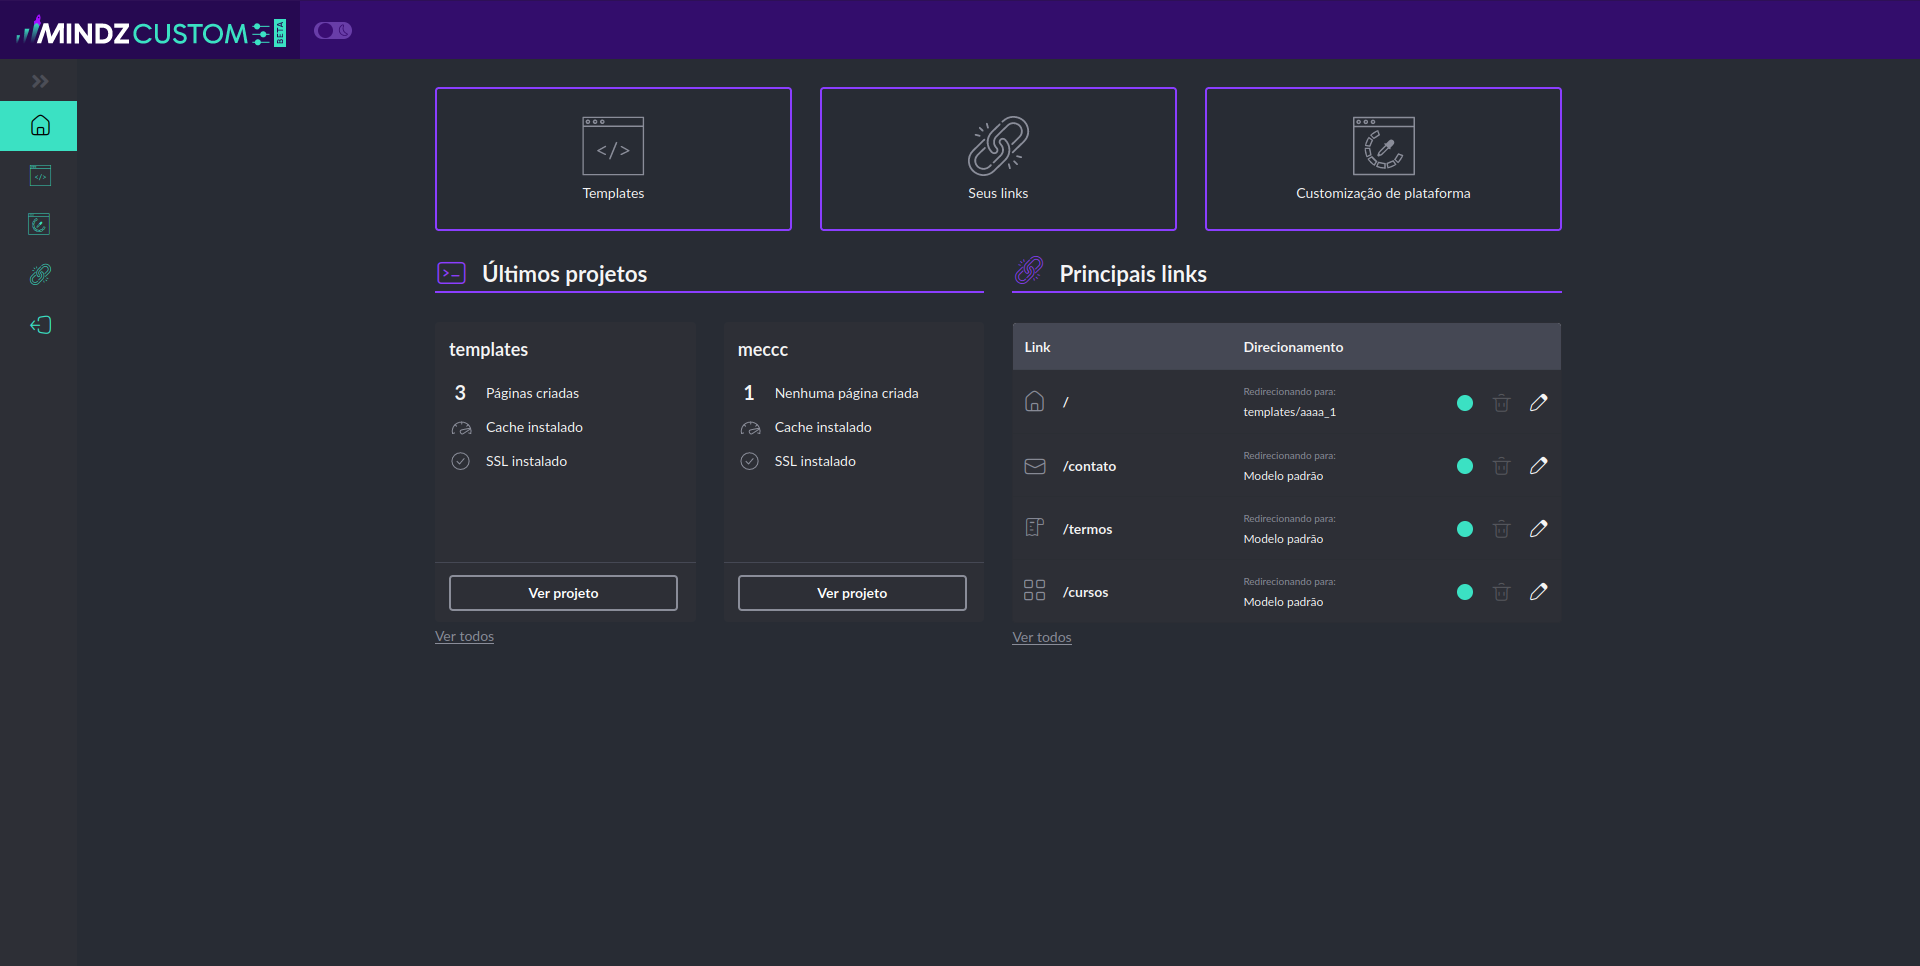 MINDZ CUSTOM BETA
</>
Templates
Seus links
Customização de plataforma
>_ Últimos projetos
templates
3 Páginas criadas
Cache instalado
SSL instalado
Ver projeto
meccc
1 Nenhuma página criada
Cache instalado
SSL instalado
Ver projeto
Ver todos
Principais links
Link Direcionamento
/ Redirecionando para:
templates/aaaa_1
/contato Redirecionando para:
Modelo padrão
/termos Redirecionando para:
Modelo padrão
/cursos Redirecionando para:
Modelo padrão
Ver todos